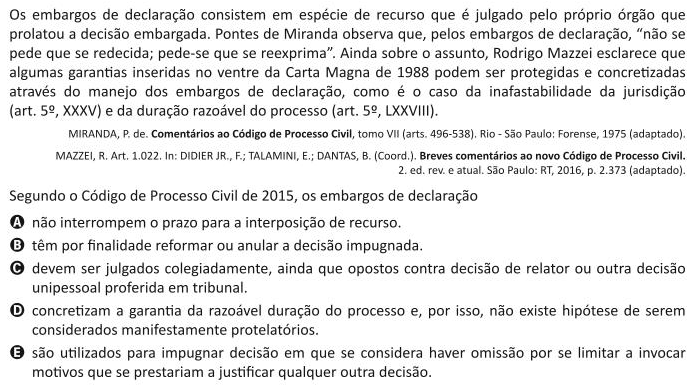 Os embargos de declaração consistem em espécie de recurso que é julgado pelo próprio órgão que
prolatou a decisão embargada. Pontes de Miranda observa que, pelos embargos de declaração, “não se
pede que se redecida; pede-se que se reexprima”. Ainda sobre o assunto, Rodrigo Mazzei esclarece que
algumas garantias inseridas no ventre da Carta Magna de 1988 podem ser protegidas e concretizadas
através do manejo dos embargos de declaração, como é o caso da inafastabilidade da jurisdição
(art. 5º, XXXV) e da duração razoável do processo (art. 5º, LXXVIII).
MIRANDA, P. de. Comentários ao Código de Processo Civil, tomo VII (arts. 496-538). Rio - São Paulo: Forense, 1975 (adaptado).
MAZZEI, R. Art. 1.022. In: DIDIER JR., F.; TALAMINI, E.; DANTAS, B. (Coord.). Breves comentários ao novo Código de Processo Civil.
2. ed. rev. e atual. São Paulo: RT, 2016, p. 2.373 (adaptado).
Segundo o Código de Processo Civil de 2015, os embargos de declaração
A não interrompem o prazo para a interposição de recurso.
B têm por finalidade reformar ou anular a decisão impugnada.
C devem ser julgados colegiadamente, ainda que opostos contra decisão de relator ou outra decisão
unipessoal proferida em tribunal.
D concretizam a garantia da razoável duração do processo e, por isso, não existe hipótese de serem
considerados manifestamente protelatórios.
E são utilizados para impugnar decisão em que se considera haver omissão por se limitar a invocar
motivos que se prestariam a justificar qualquer outra decisão.